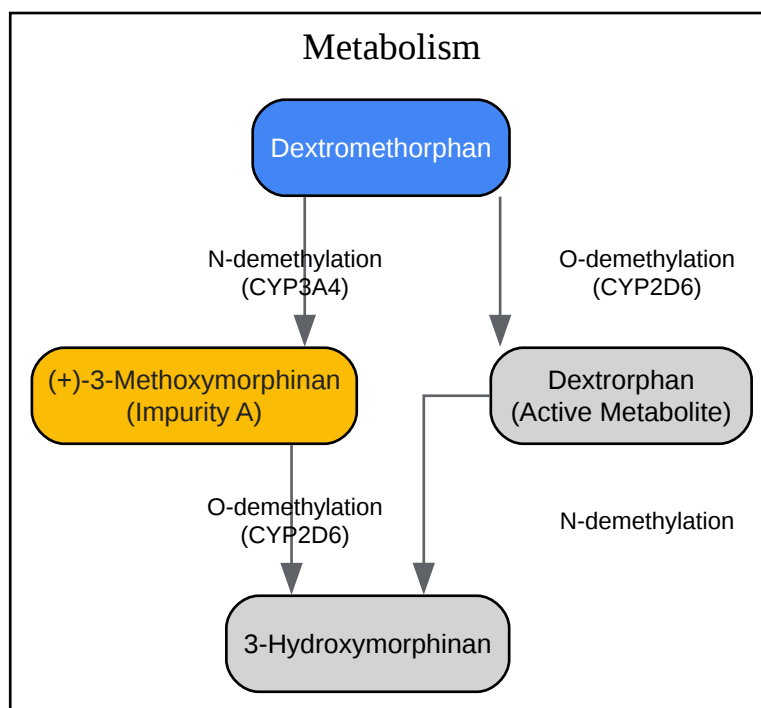 Metabolism
Dextromethorphan
N-demethylation
(CYP3A4)
O-demethylation
(CYP2D6)
(+)-3-Methoxymorphinan
(Impurity A)
Dextrorphan
(Active Metabolite)
O-demethylation
(CYP2D6)
N-demethylation
3-Hydroxymorphinan